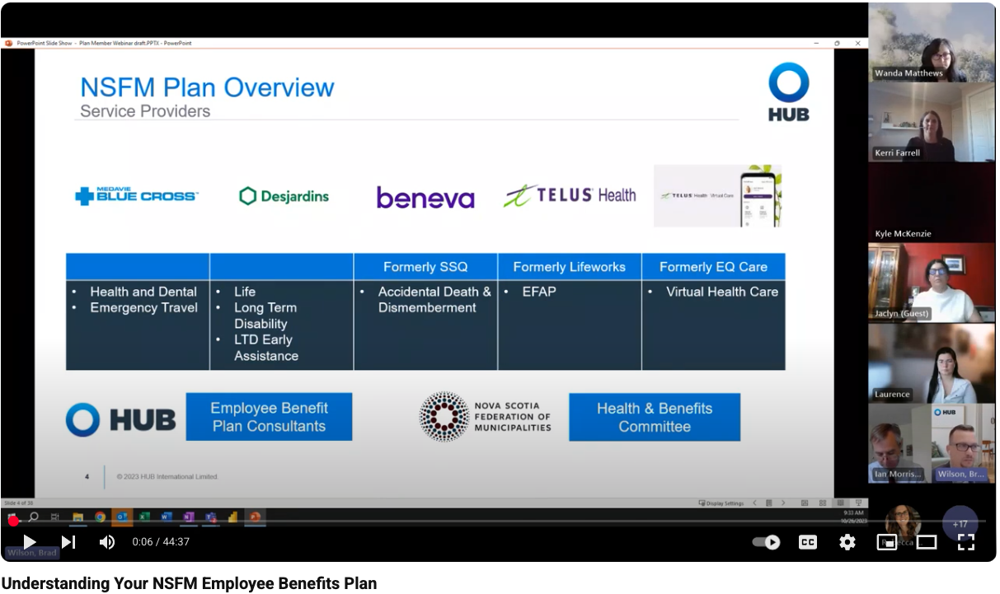 PowerPoint Slide Show - Plan Member Webinar draft.PPTX - PowerPoint
NSFM Plan Overview
Service Providers
HUB
MEDAVIE
BLUE CROSS™
Desjardins
beneva
TELUS® Health
TELUS® Health Virtual Care
Formerly SSQ
Formerly Lifeworks
Formerly EQ Care
• Health and Dental
• Emergency Travel
• Life
• Long Term
Disability
• LTD Early
Assistance
• Accidental Death &
Dismemberment
• EFAP
• Virtual Health Care
HUB
Employee Benefit
Plan Consultants
NOVA SCOTIA
FEDERATION OF
MUNICIPALITIES
Health & Benefits
Committee
4
© 2023 HUB International Limited.
Slide 4 of 38
Display Settings
9:33 AM
10/26/2023
Wanda Matthews
Kerri Farrell
Kyle McKenzie
Jaclyn (Guest)
Laurence
HUB
Ian Morris...
Wilson, Br...
+17
Wilson, Brad
0:06 / 44:37
CC
Understanding Your NSFM Employee Benefits Plan